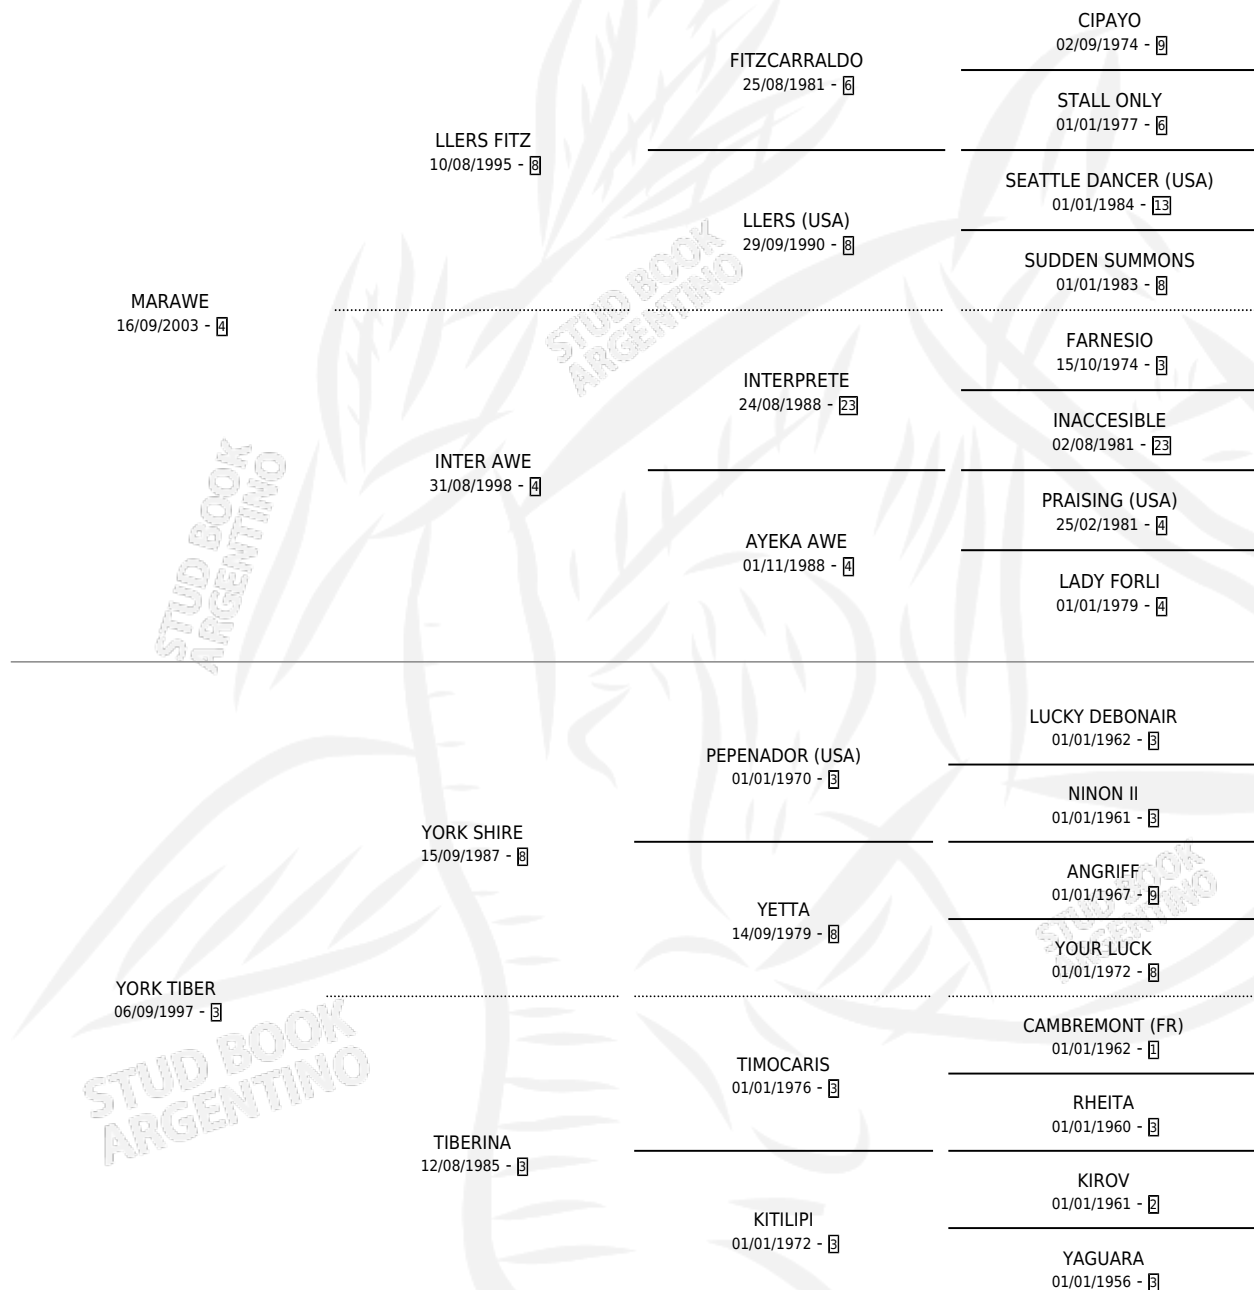 CIPAYO
02/09/1974 - 9
FITZCARRALDO
25/08/1981 - 6
STALL ONLY
01/01/1977 - 6
LLERS FITZ
10/08/1995 - 8
SEATTLE DANCER (USA)
01/01/1984 - 13
LLERS (USA)
29/09/1990 - 8
SUDDEN SUMMONS
01/01/1983 - 8
MARAWE
16/09/2003 - 4
FARNESIO
15/10/1974 - 3
INTERPRETE
24/08/1988 - 23
INACCESIBLE
02/08/1981 - 23
INTER AWE
31/08/1998 - 4
PRAISING (USA)
25/02/1981 - 4
AYEKA AWE
01/11/1988 - 4
LADY FORLI
01/01/1979 - 4
STUD BOOK
ARGENTINO
STUD BOOK
ARGENTINO
LUCKY DEBONAIR
01/01/1962 - 3
PEPENADOR (USA)
01/01/1970 - 3
NINON II
01/01/1961 - 3
YORK SHIRE
15/09/1987 - 8
ANGRIFF
01/01/1967 - 9
YETTA
14/09/1979 - 8
YOUR LUCK
01/01/1972 - 8
STUD BOOK
ARGENTINO
YORK TIBER
06/09/1997 - 3
CAMBREMONT (FR)
01/01/1962 - 1
TIMOCARIS
01/01/1976 - 3
RHEITA
01/01/1960 - 3
TIBERINA
12/08/1985 - 3
KIROV
01/01/1961 - 2
KITILIPI
01/01/1972 - 3
YAGUARA
01/01/1956 - 3
STUD BOOK
ARGENTINO